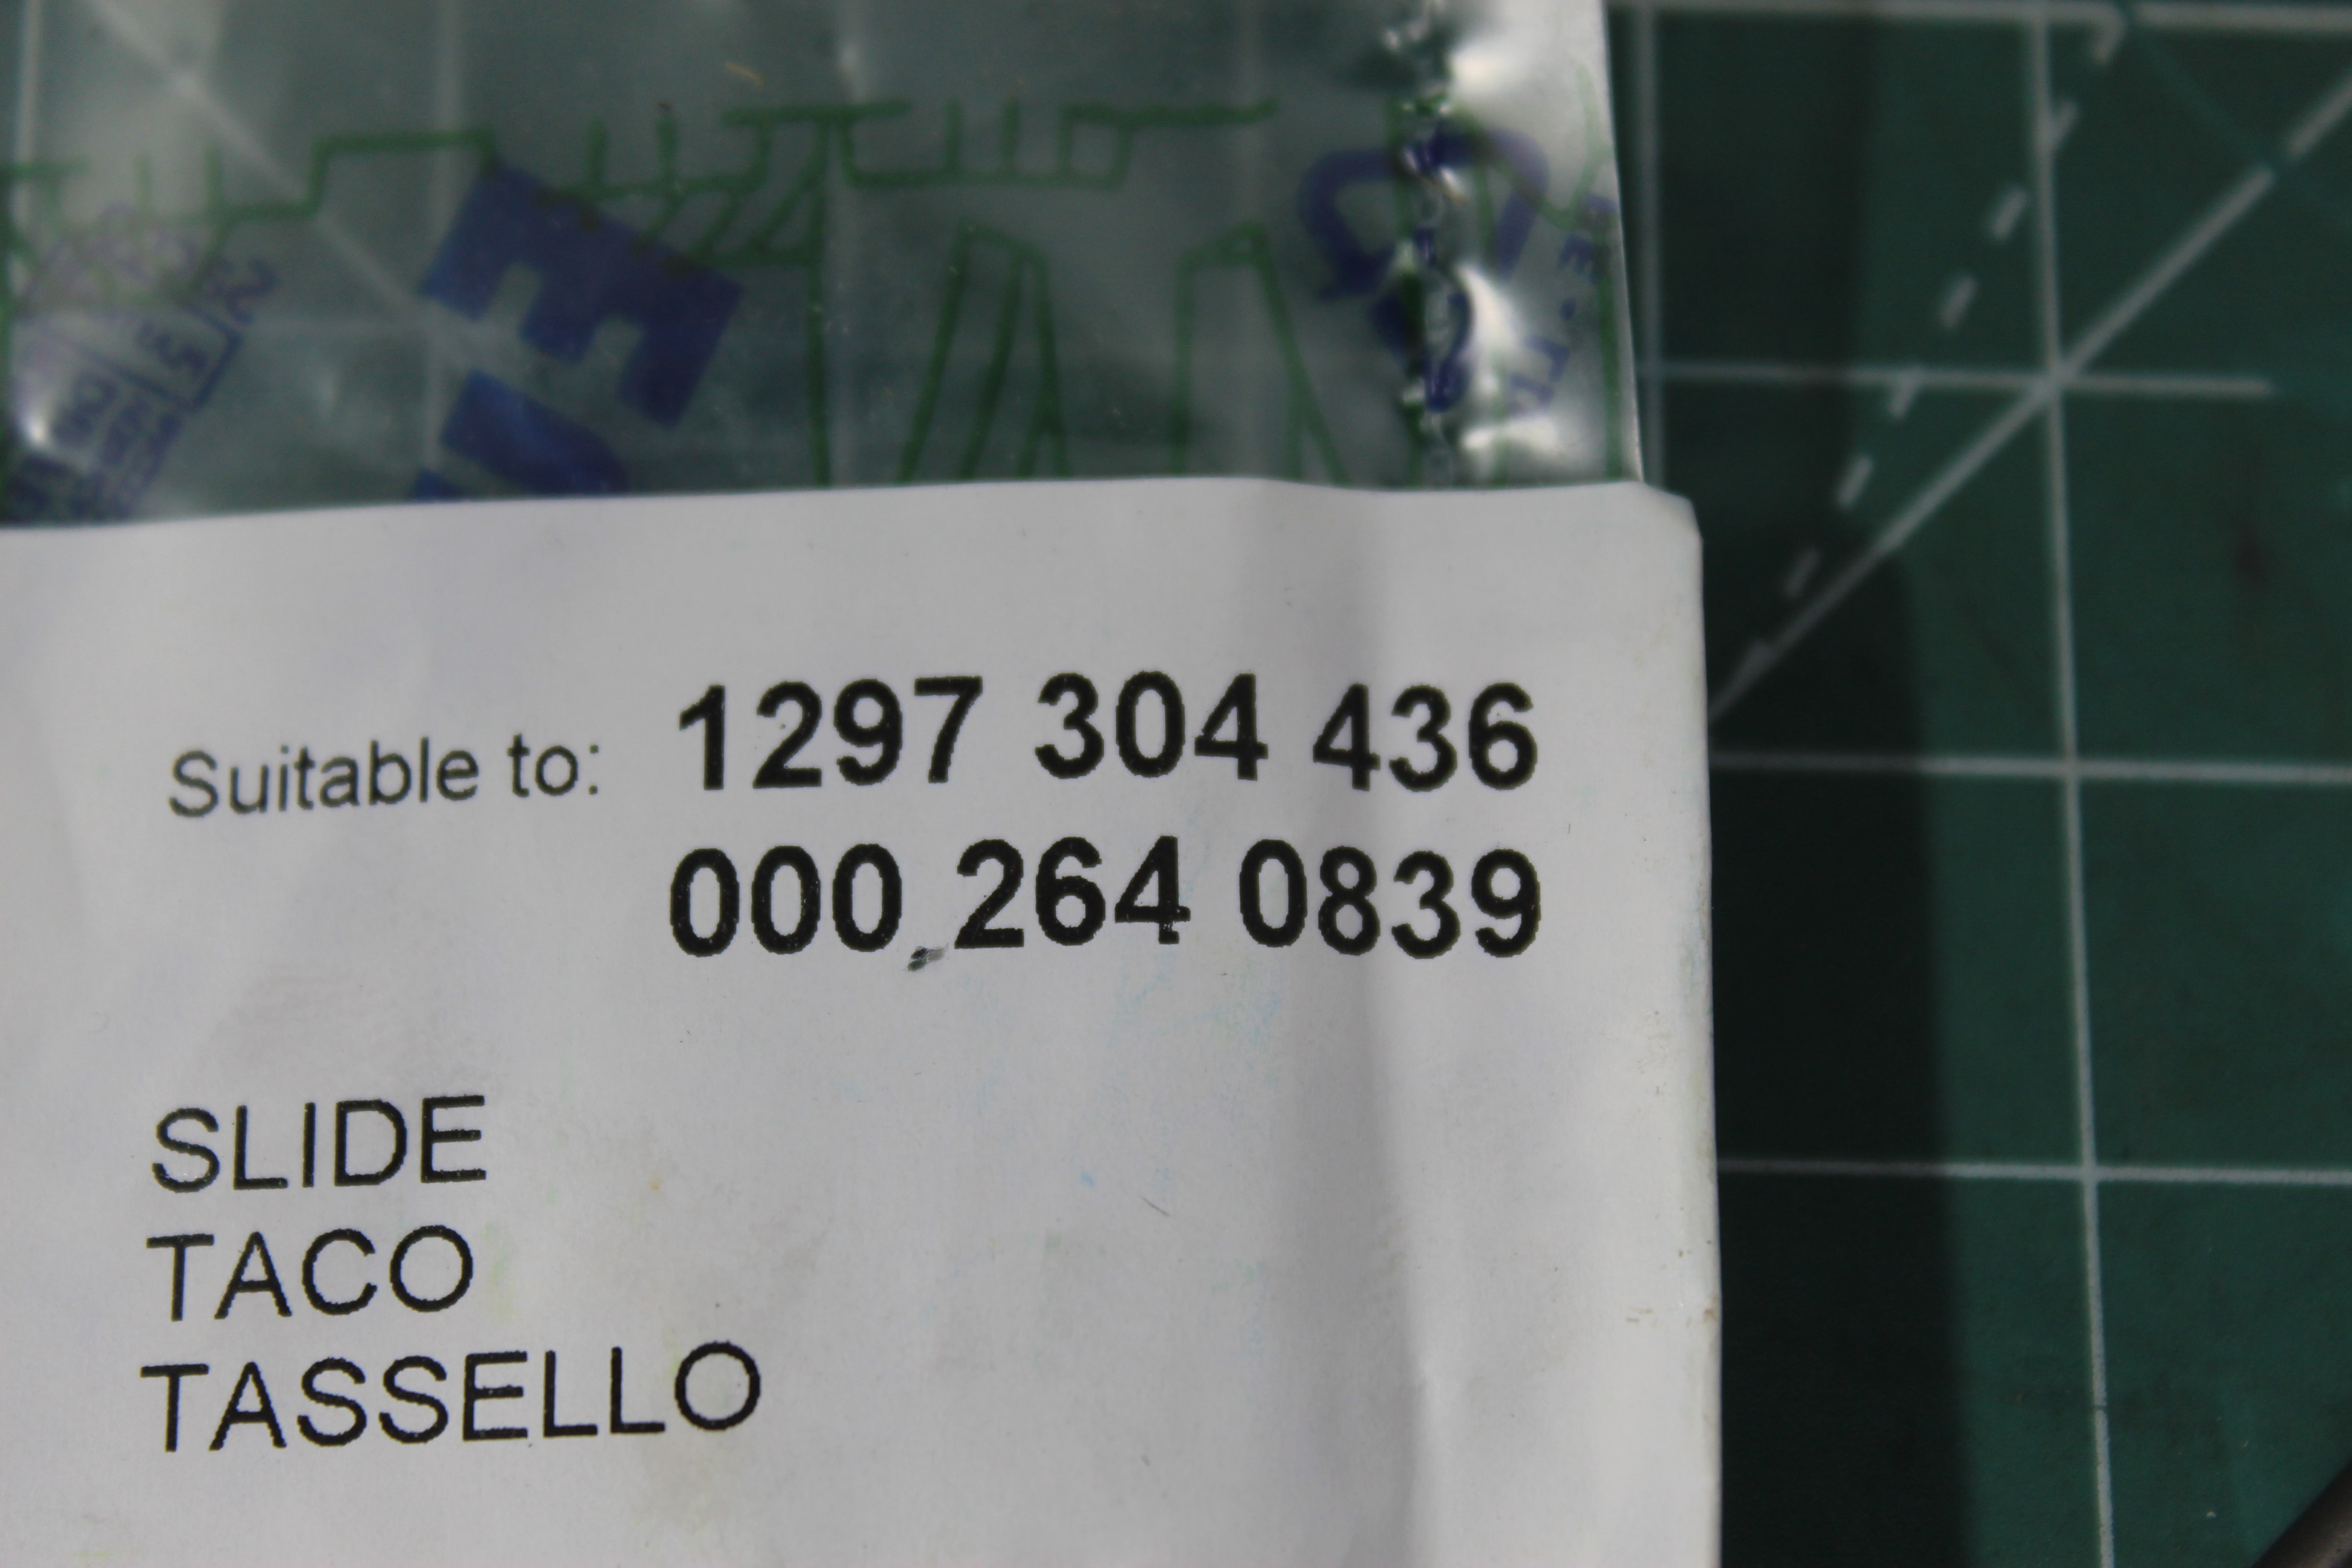 Suitable to: 1297 304 436
000 264 0839
SLIDE
TACO
TASSELLO